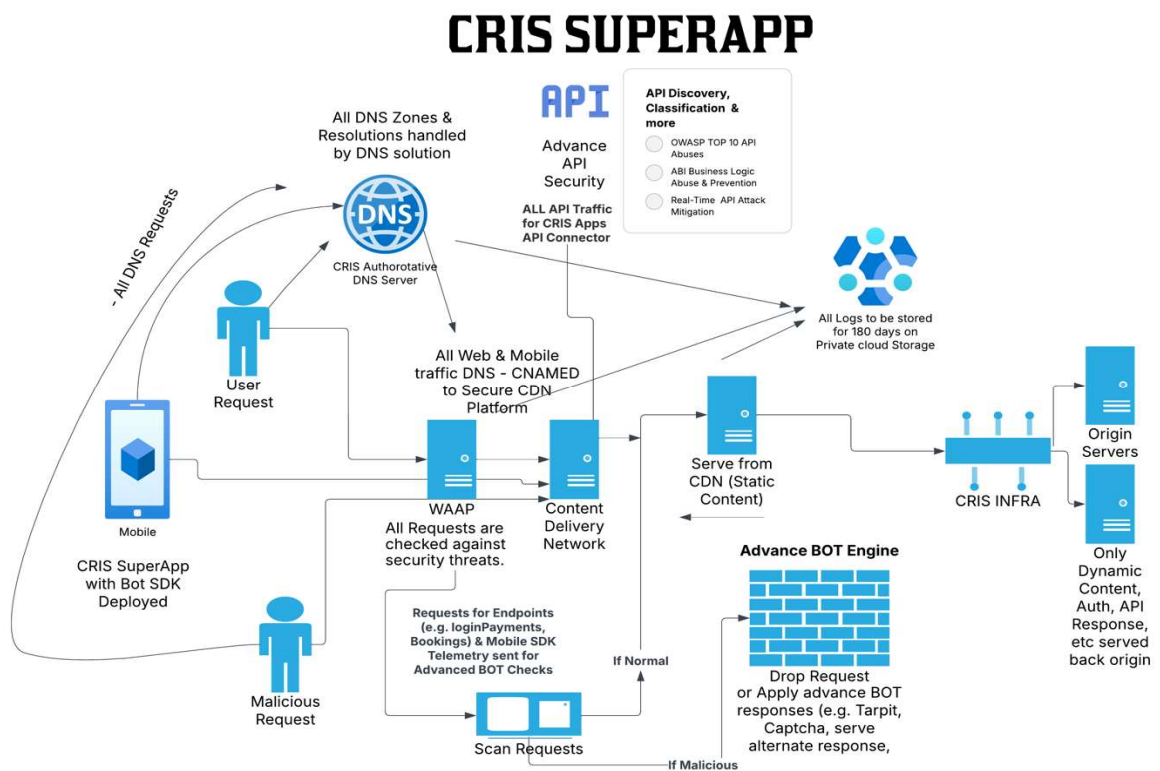 CRIS SUPERAPP
API
Advance
API
Security
ALL API Traffic
for CRIS Apps
API Connector
API Discovery,
Classification &
more
OWASP TOP 10 API
Abuses
ABI Business Logic
Abuse & Prevention
Real-Time API Attack
Mitigation
All DNS Zones &
Resolutions handled
by DNS solution
DNS
CRIS Authorotative
DNS Server
- All DNS Requests
User
Request
All Web & Mobile
traffic DNS - CNAMED
to Secure CDN
Platform
All Logs to be stored
for 180 days on
Private cloud Storage
Mobile
CRIS SuperApp
with Bot SDK
Deployed
WAAP
All Requests are
checked against
security threats.
Content
Delivery
Network
Serve from
CDN (Static
Content)
CRIS INFRA
Origin
Servers
Only
Dynamic
Content,
Auth, API
Response,
etc served
back origin
Malicious
Request
Requests for Endpoints
(e.g. loginPayments,
Bookings) & Mobile SDK
Telemetry sent for
Advanced BOT Checks
Scan Requests
If Normal
If Malicious
Advance BOT Engine
Drop Request
or Apply advance BOT
responses (e.g. Tarpit,
Captcha, serve
alternate response,